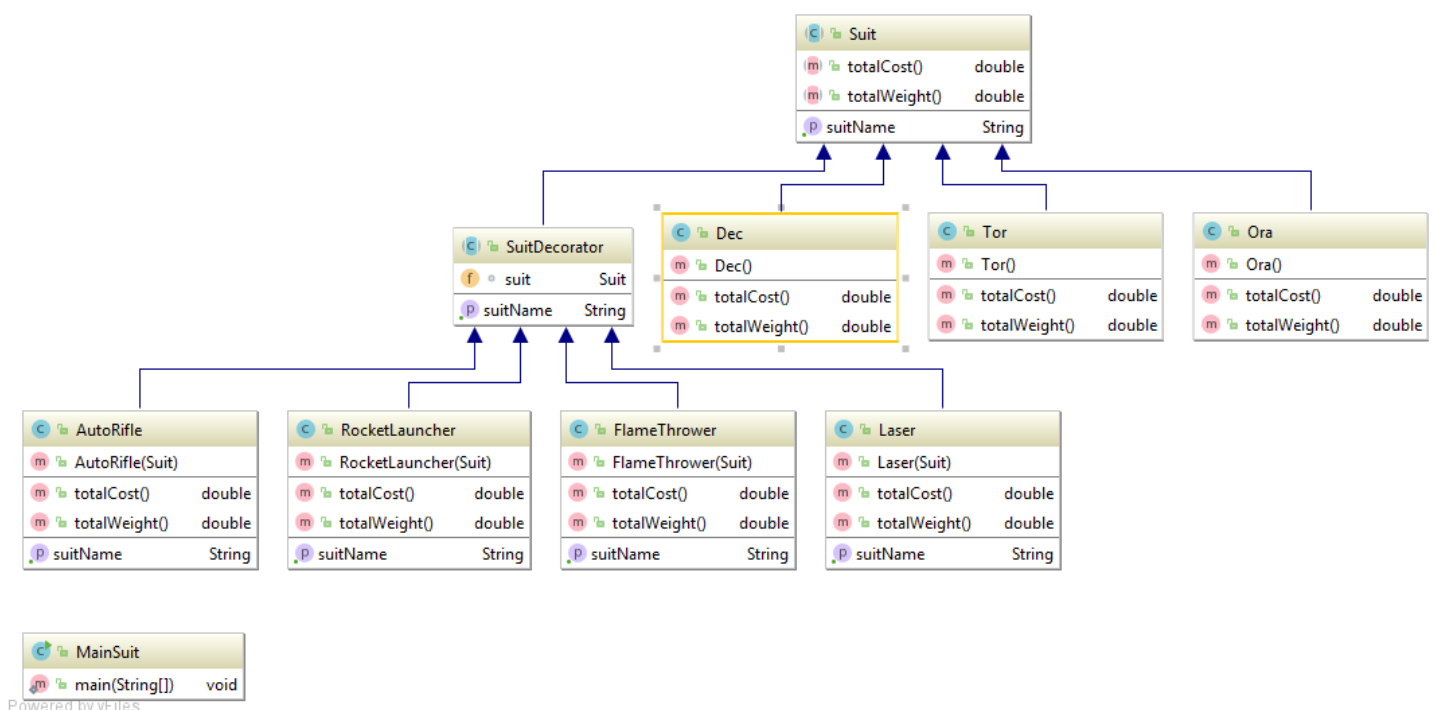 Suit
totalCost() double
totalWeight() double
suitName String
SuitDecorator
suit Suit
suitName String
Dec
Dec()
totalCost() double
totalWeight() double
Tor
Tor()
totalCost() double
totalWeight() double
Ora
Ora()
totalCost() double
totalWeight() double
AutoRifle
AutoRifle(Suit)
totalCost() double
totalWeight() double
suitName String
RocketLauncher
RocketLauncher(Suit)
totalCost() double
totalWeight() double
suitName String
FlameThrower
FlameThrower(Suit)
totalCost() double
totalWeight() double
suitName String
Laser
Laser(Suit)
totalCost() double
totalWeight() double
suitName String
MainSuit
main(String[]) void
Powered by yFiles